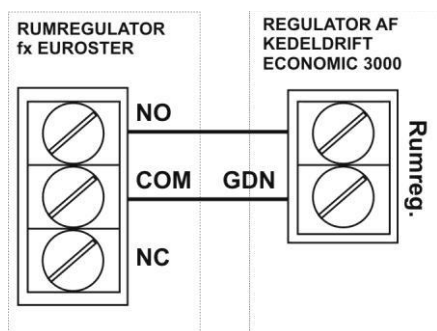 RUMREGULATOR
fx EUROSTER
REGULATOR AF
KEDELDRIFT
ECONOMIC 3000
NO
COM GDN
NC
Rumreg.